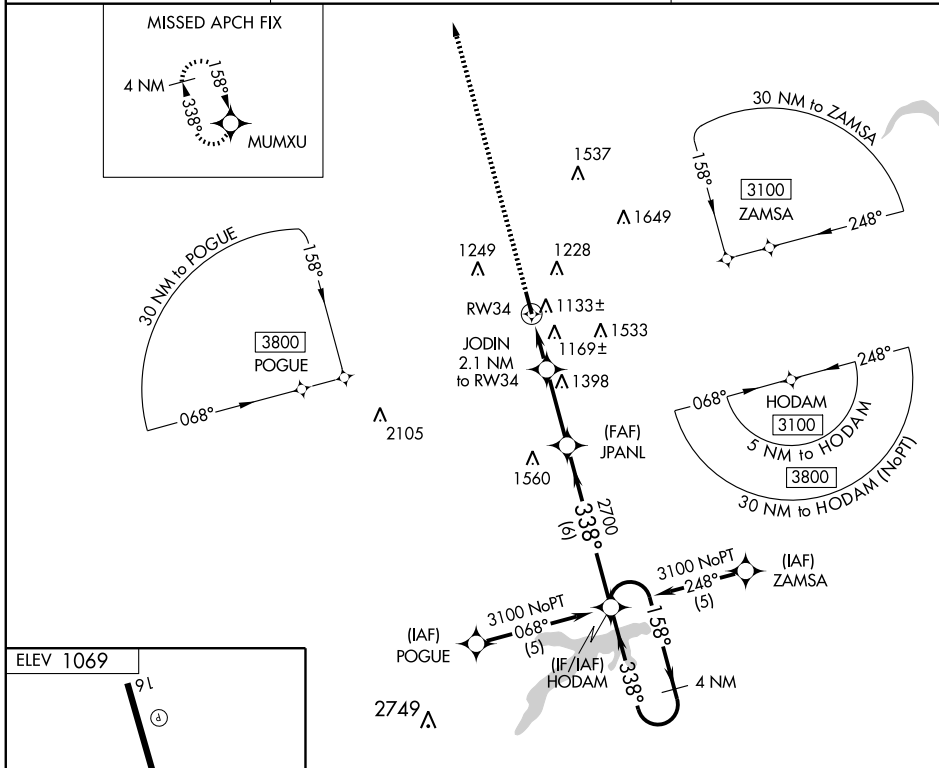 MISSED APCH FIX
4 NM
158°
338°
MUMXU
30 NM to ZAMSA
158°
3100
ZAMSA
248°
1537
1649
1249
1228
30 NM to POGUE
158°
3800
POGUE
068°
RW34
1133±
1533
1169±
JODIN
2.1 NM
to RW34
1398
2105
(FAF)
JPANL
1560
068°
248°
HODAM
3100
5 NM to HODAM
3800
30 NM to HODAM (NoPT)
2700
338°
(6)
3100 NoPT
248°
(5)
(IAF)
ZAMSA
3100 NoPT
068°
(5)
(IAF)
POGUE
(IF/IAF)
HODAM
158°
338°
4 NM
2749
ELEV 1069
16
P